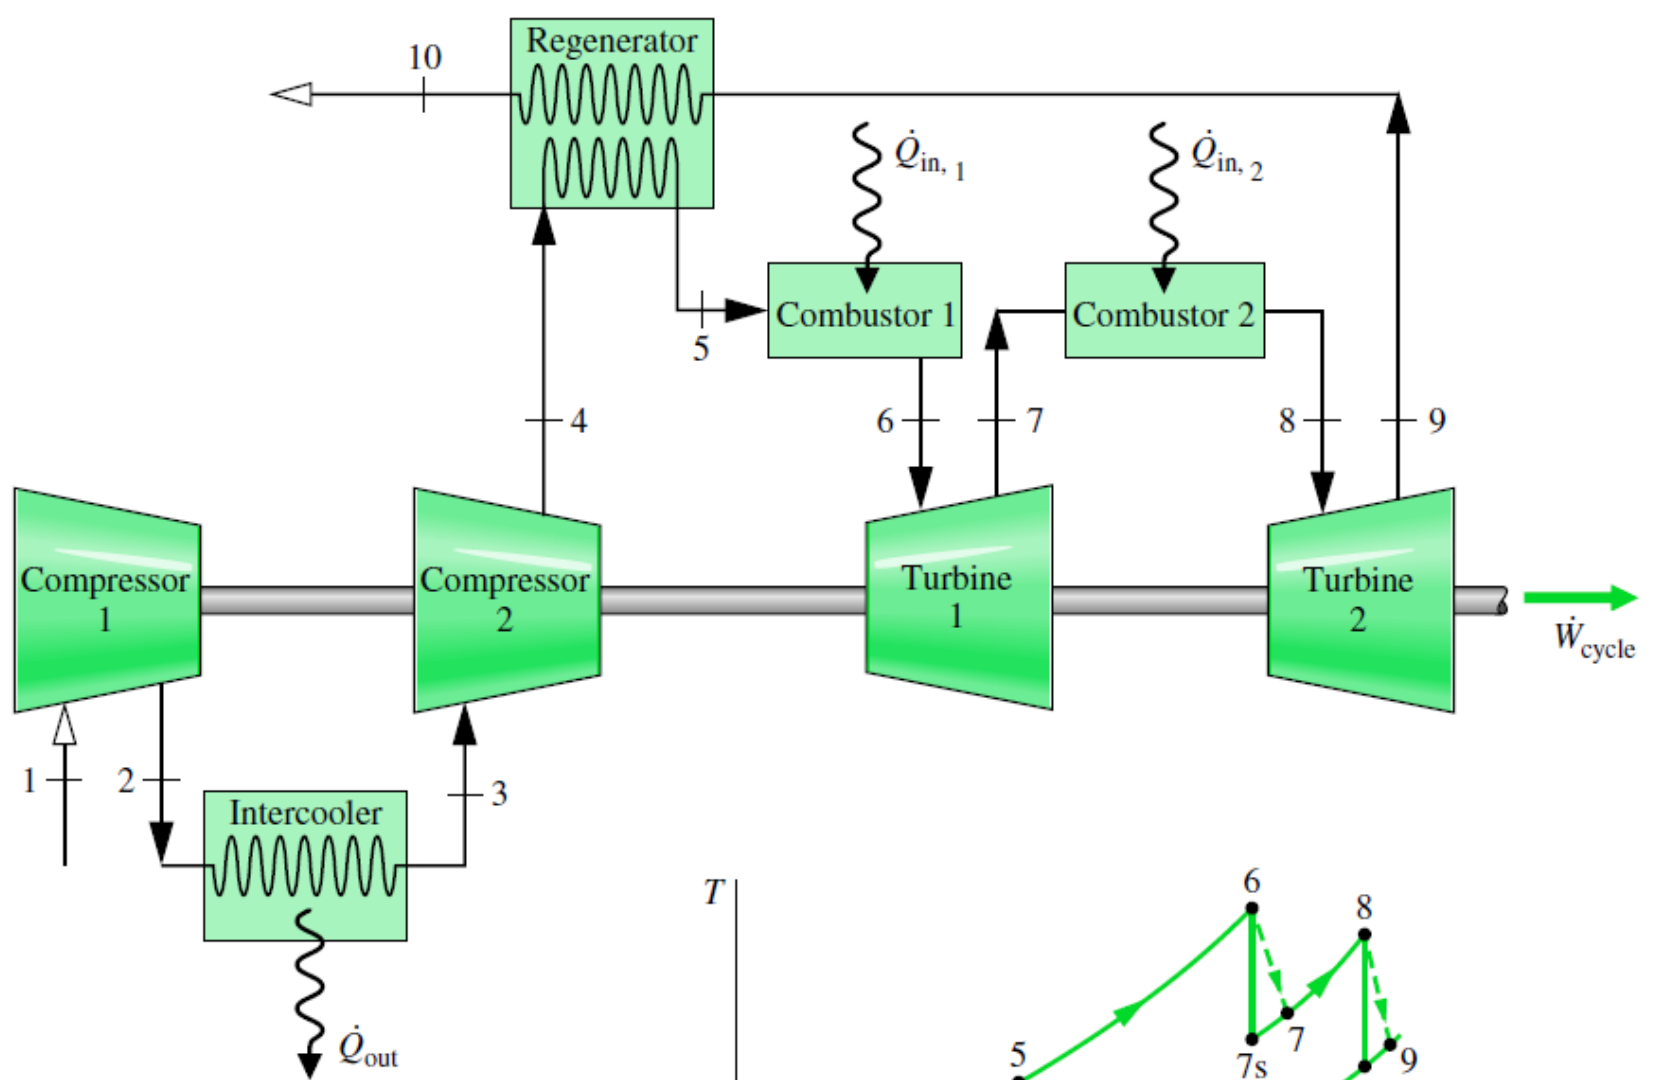 Regenerator
10
Q̇in, 1
Q̇in, 2
Combustor 1
Combustor 2
5
4
6
7
8
9
Compressor
1
Compressor
2
Turbine
1
Turbine
2
Ẇcycle
1
2
3
Intercooler
Q̇out
T
6
8
5
7
7s
9